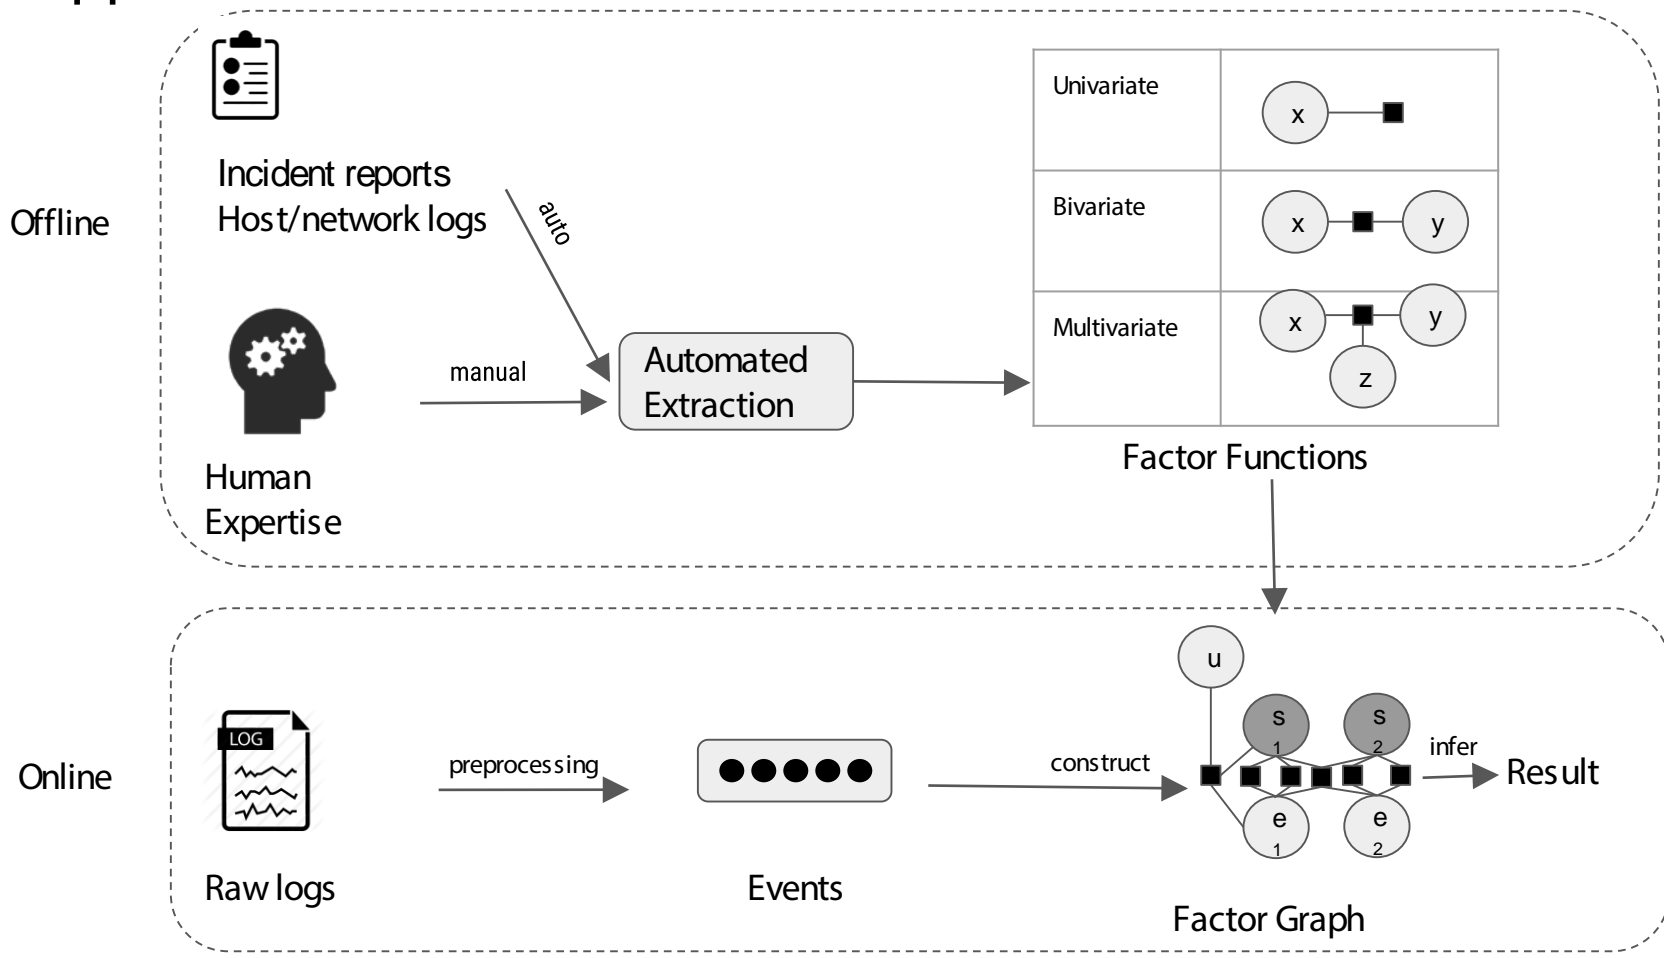 Offline
Incident reports
Host/network logs
auto
Human
Expertise
manual
Automated
Extraction
Univariate
x
Bivariate
x y
Multivariate
x y
z
Factor Functions
Online
LOG
Raw logs
preprocessing
Events
construct
u
s
1
s
2
e
1
e
2
Factor Graph
infer
Result